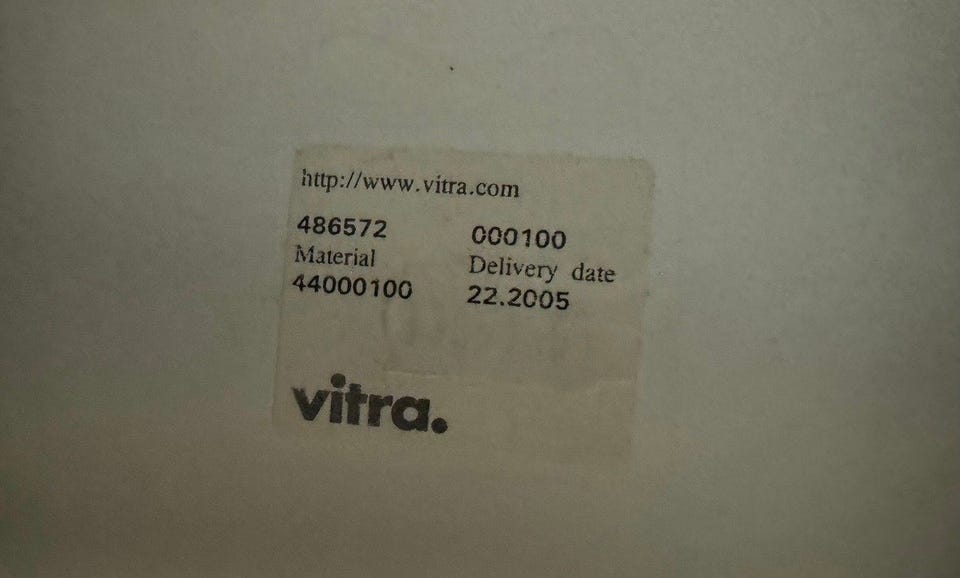 http://www.vitra.com
486572 000100
Material Delivery date
44000100 22.2005
vitra.